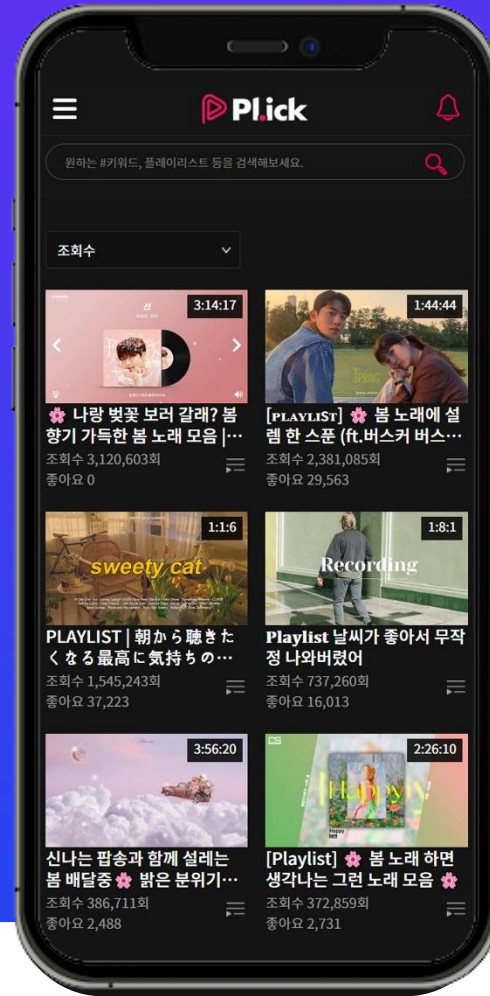 Pl.ick
원하는 #키워드, 플레이리스트 등을 검색해보세요.
조회수
3:14:17
🌸 나랑 벚꽃 보러 갈래? 봄
향기 가득한 봄 노래 모음 |…
조회수 3,120,603회
좋아요 0
SPRING
1:44:44
[PLAYLIST] 🌸 봄 노래에 설
렘 한 스푼 (ft.버스커 버스…
조회수 2,381,085회
좋아요 29,563
1:1:6
sweety cat
PLAYLIST | 朝から聴きた
くなる最高に気持ちの…
조회수 1,545,243회
좋아요 37,223
1:8:1
Recording
Playlist 날씨가 좋아서 무작
정 나와버렸어
조회수 737,260회
좋아요 16,013
3:56:20
신나는 팝송과 함께 설레는
봄 배달중🌸 밝은 분위기…
조회수 386,711회
좋아요 2,488
CS
2:26:10
Happy
Happy
[Playlist] 🌸 봄 노래 하면
생각나는 그런 노래 모음 🌸
조회수 372,859회
좋아요 2,731